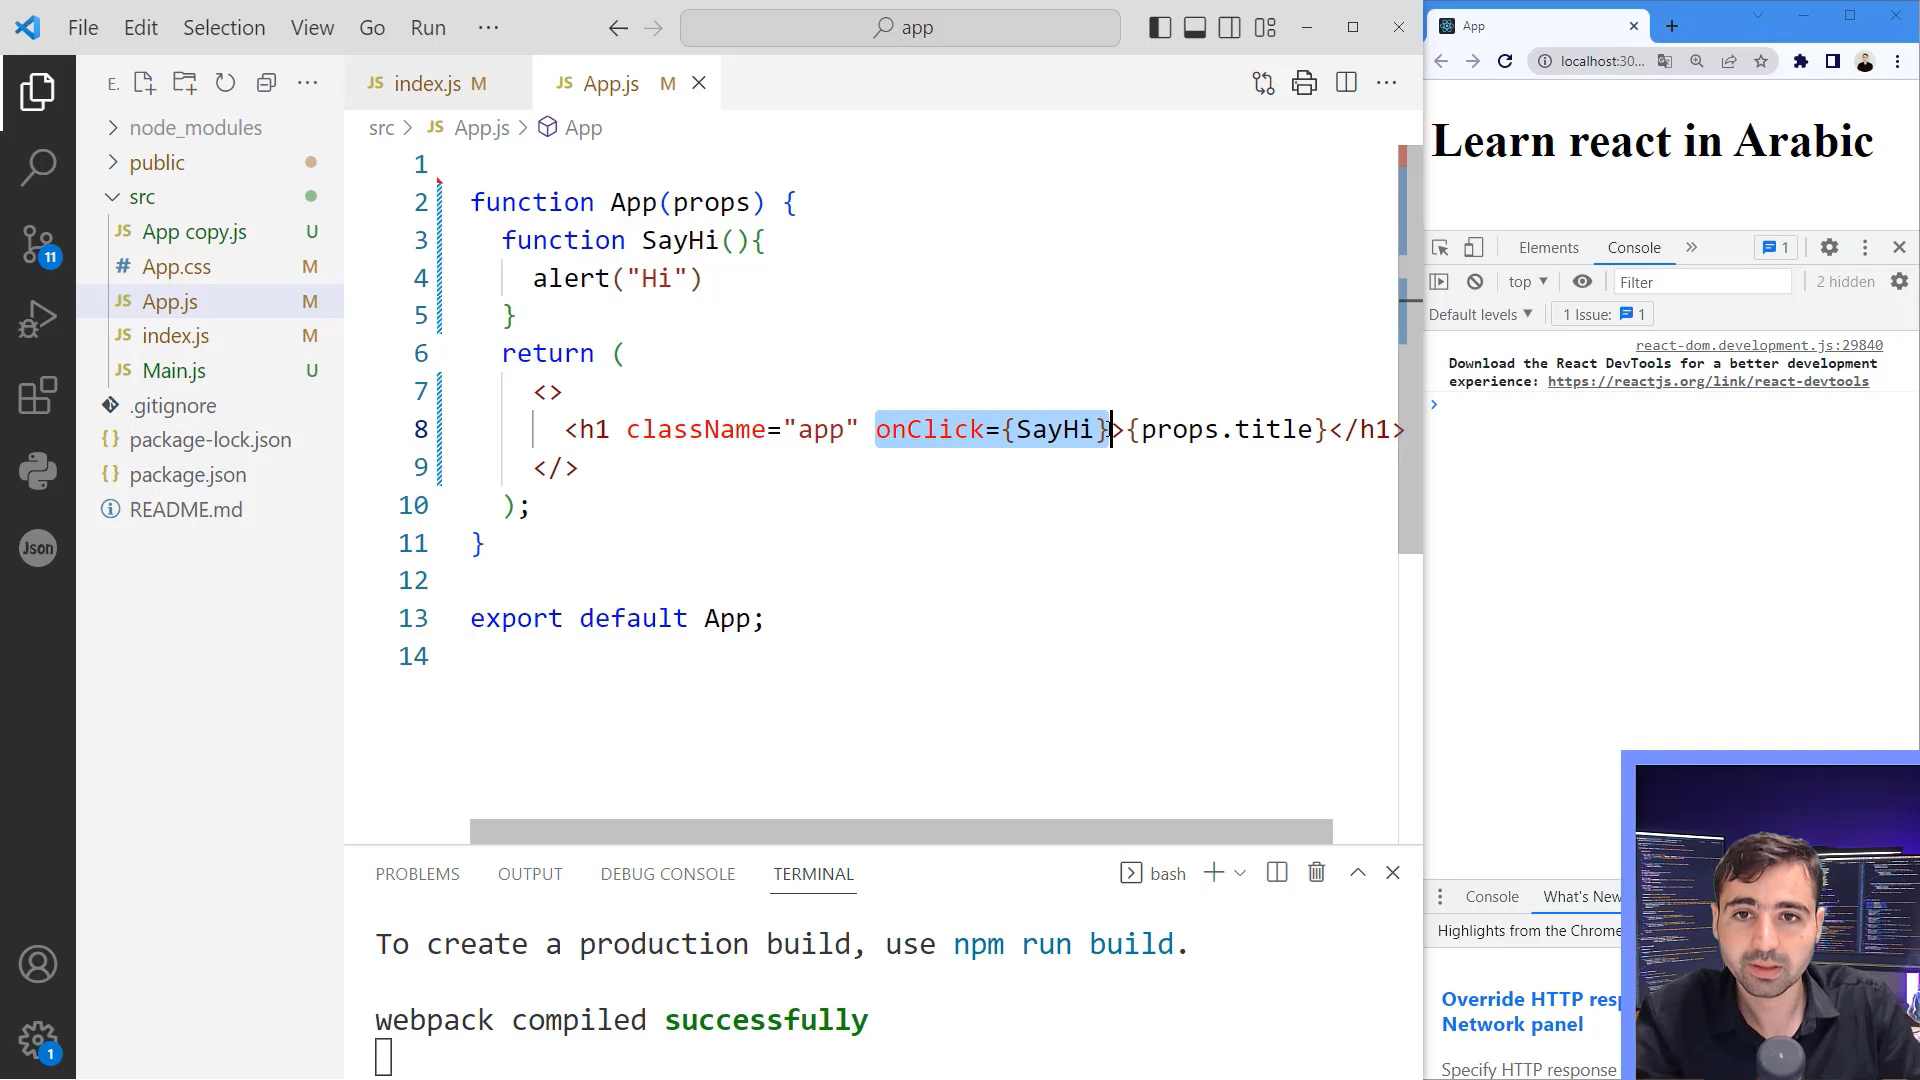 File Edit Selection View Go Run ··· app
E.
node_modules
public
src
App copy.js U
App.css M
App.js M
index.js M
Main.js U
.gitignore
package-lock.json
package.json
README.md
11
Json
1
JS index.js M JS App.js M
src > JS App.js > App
1
2 function App(props) {
3 function SayHi(){
4 alert("Hi")
5 }
6 return (
7 <>
8 <h1 className="app" onClick={SayHi}>{props.title}</h1>
9 </>
10 );
11 }
12
13 export default App;
14
PROBLEMS OUTPUT DEBUG CONSOLE TERMINAL bash
To create a production build, use npm run build.
webpack compiled successfully
App
localhost:30...
Learn react in Arabic
Elements Console » 1
top ▼ Filter 2 hidden
Default levels ▼ 1 Issue: 1
react-dom.development.js:29840
Download the React DevTools for a better development
experience: https://reactjs.org/link/react-devtools
Console What's New
Highlights from the Chrome
Override HTTP resp
Network panel
Specify HTTP response